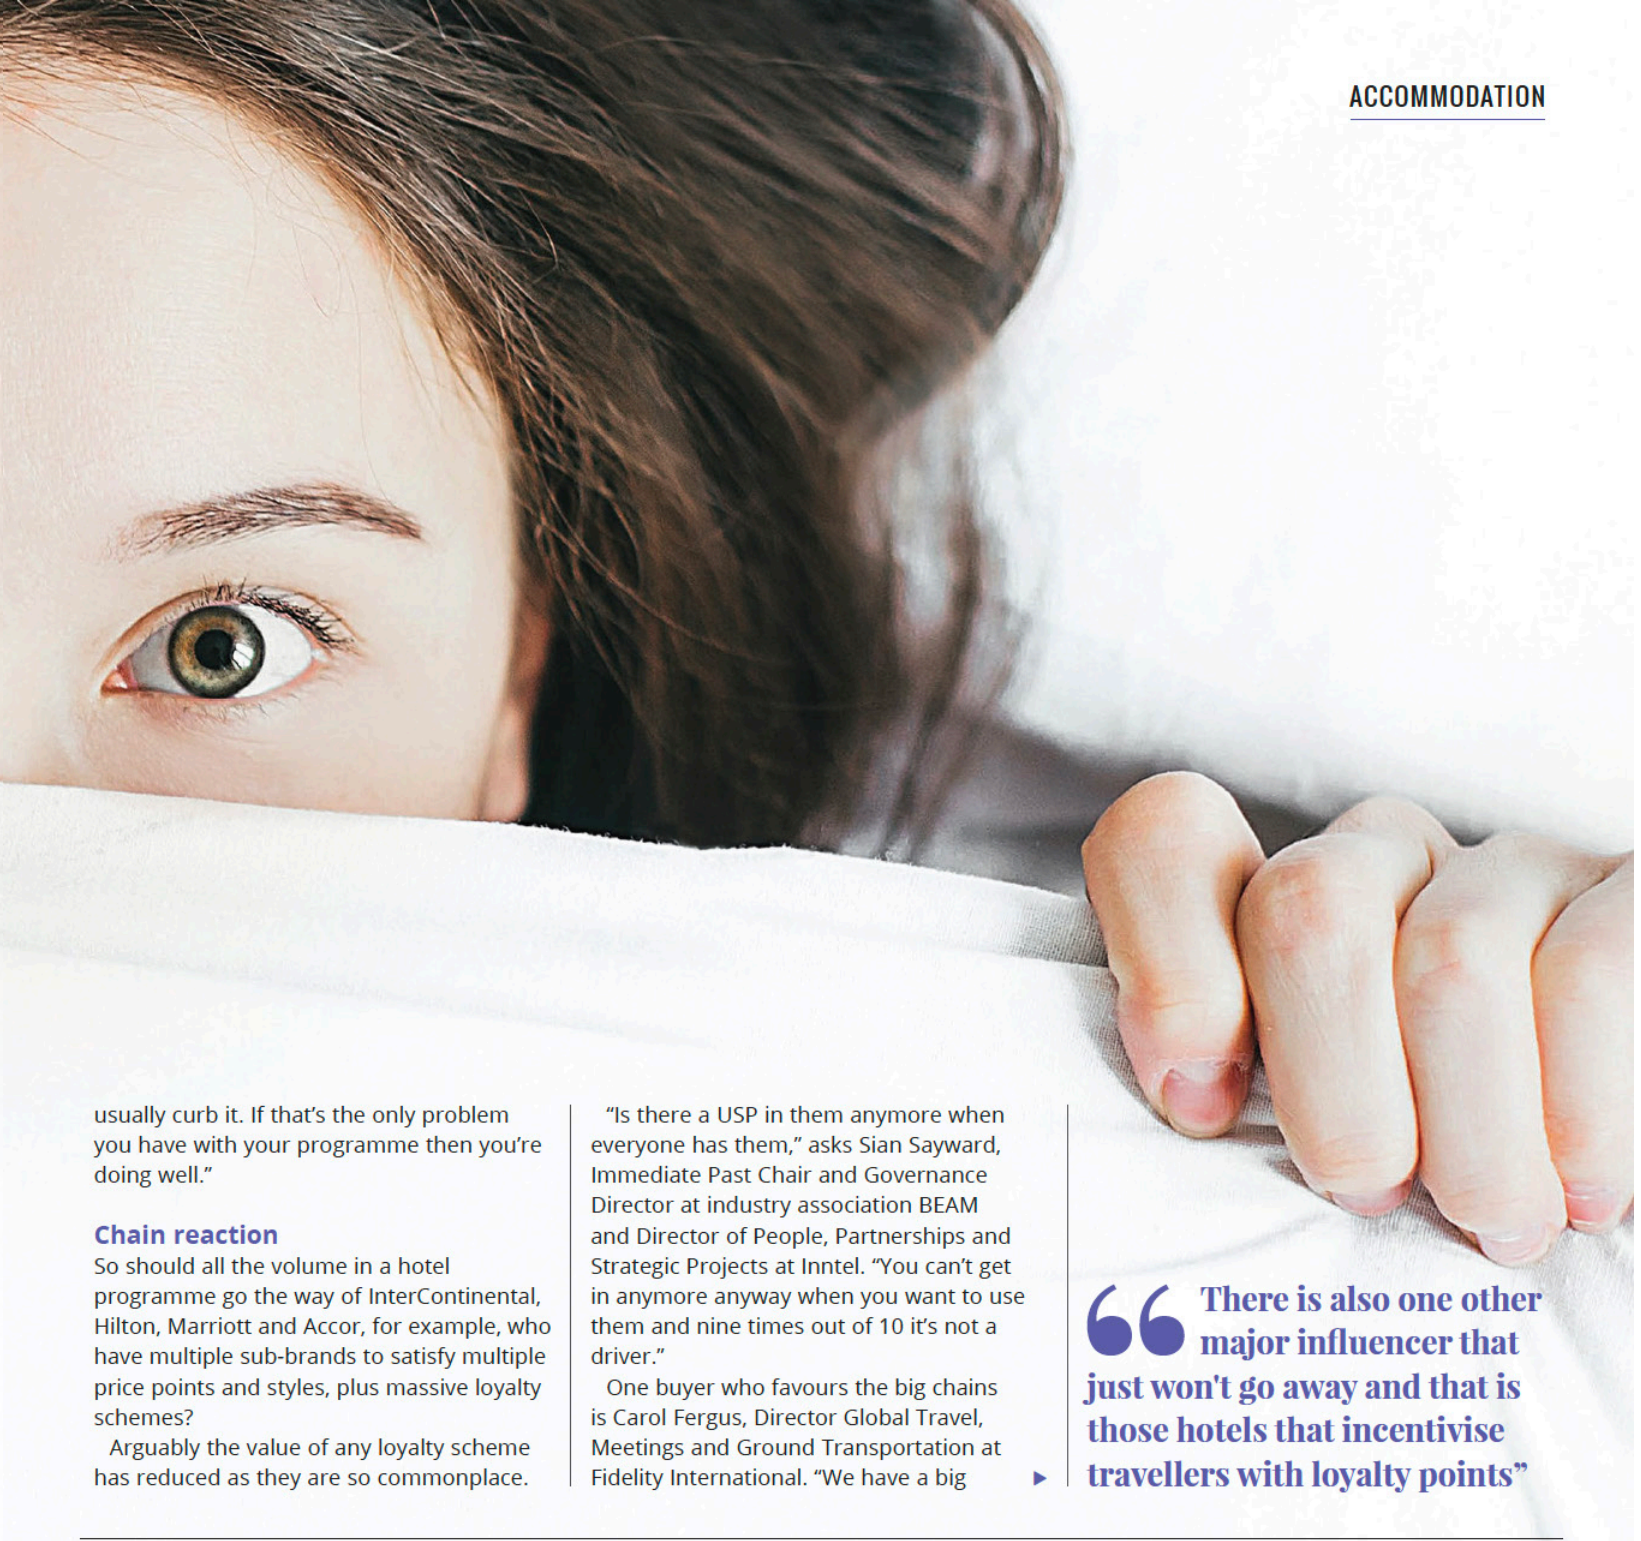 ACCOMMODATION
usually curb it. If that’s the only problem
you have with your programme then you’re
doing well.”
Chain reaction
So should all the volume in a hotel
programme go the way of InterContinental,
Hilton, Marriott and Accor, for example, who
have multiple sub-brands to satisfy multiple
price points and styles, plus massive loyalty
schemes?
Arguably the value of any loyalty scheme
has reduced as they are so commonplace.
“Is there a USP in them anymore when
everyone has them,” asks Sian Sayward,
Immediate Past Chair and Governance
Director at industry association BEAM
and Director of People, Partnerships and
Strategic Projects at Inntel. “You can’t get
in anymore anyway when you want to use
them and nine times out of 10 it’s not a
driver.”
One buyer who favours the big chains
is Carol Fergus, Director Global Travel,
Meetings and Ground Transportation at
Fidelity International. “We have a big
“There is also one other
major influencer that
just won't go away and that is
those hotels that incentivise
travellers with loyalty points”